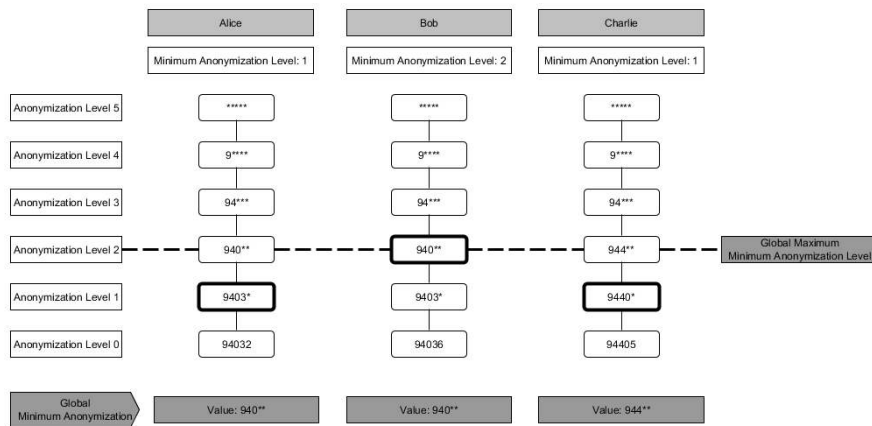 Alice Bob Charlie
Minimum Anonymization Level: 1 Minimum Anonymization Level: 2 Minimum Anonymization Level: 1
Anonymization Level 5 ***** ***** *****
Anonymization Level 4 9**** 9**** 9****
Anonymization Level 3 94*** 94*** 94***
Anonymization Level 2 940** 940** 944** Global Maximum
Minimum Anonymization Level
Anonymization Level 1 9403* 9403* 9440*
Anonymization Level 0 94032 94036 94405
Global
Minimum Anonymization Value: 940** Value: 940** Value: 944**